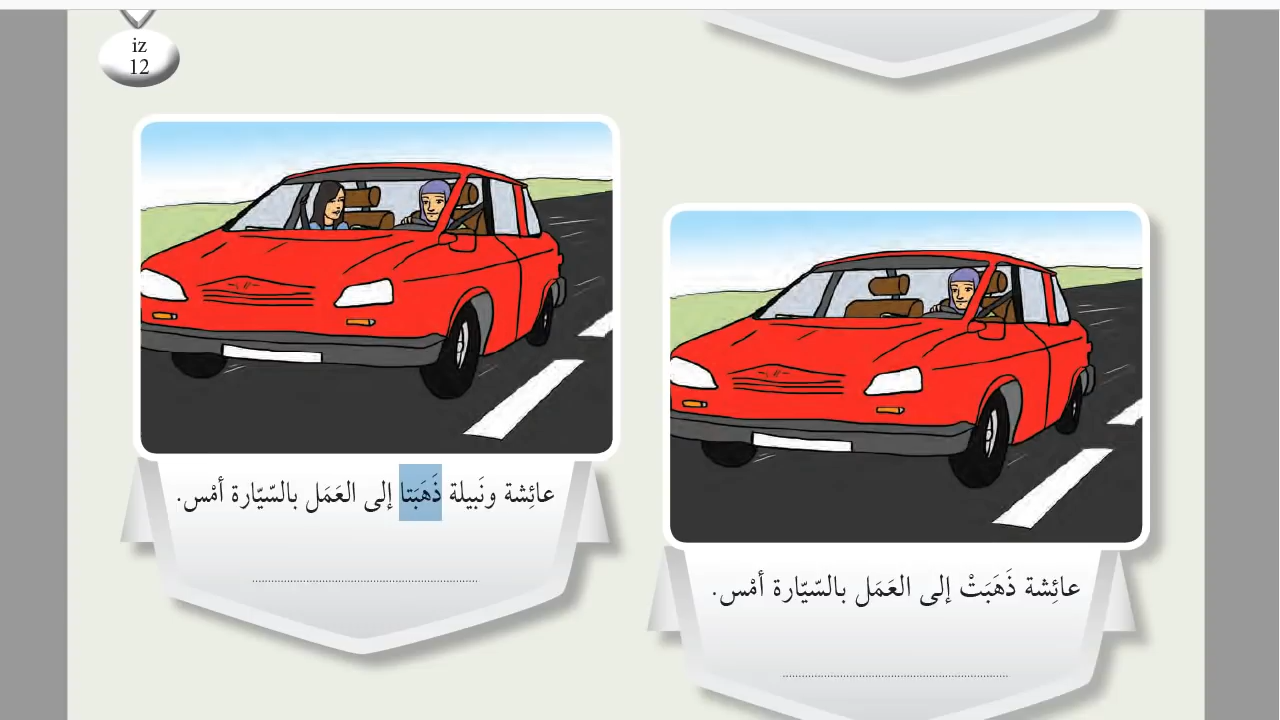 iz
12
عائِشة ذَهَبَتْ إلى العَمَل بالسّيّارة أمْس.
عائِشة ونَبيلة ذَهَبَتا إلى العَمَل بالسّيّارة أمْس.